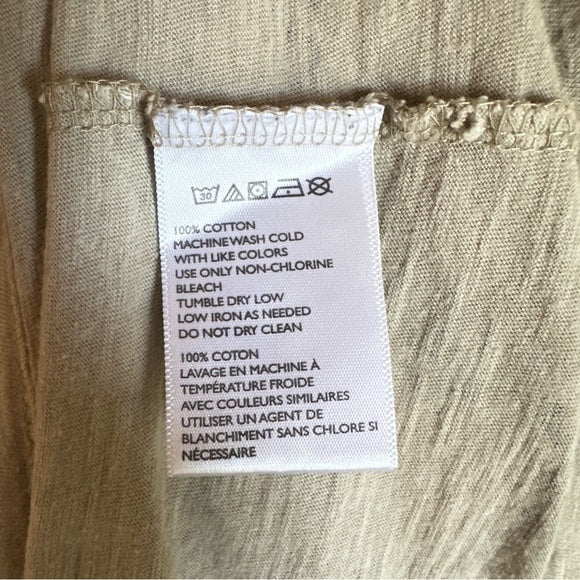 30
100% COTTON
MACHINE WASH COLD
WITH LIKE COLORS
USE ONLY NON-CHLORINE
BLEACH
TUMBLE DRY LOW
LOW IRON AS NEEDED
DO NOT DRY CLEAN
100% COTON
LAVAGE EN MACHINE À
TEMPÉRATURE FROIDE
AVEC COULEURS SIMILAIRES
UTILISER UN AGENT DE
BLANCHIMENT SANS CHLORE SI
NÉCESSAIRE